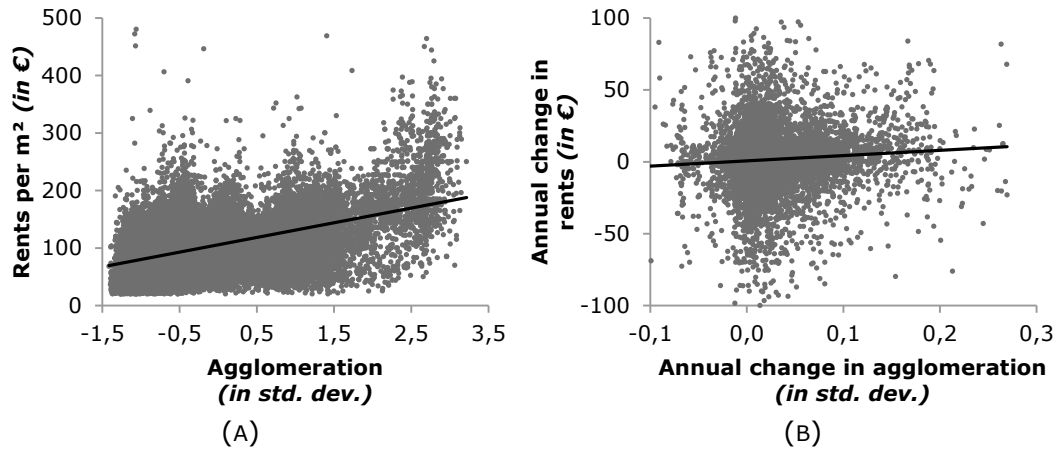 Rents per m² (in €)
500
400
300
200
100
0
-1,5
-0,5
0,5
1,5
2,5
3,5
Agglomeration
(in std. dev.)
(A)
Annual change in
rents (in €)
100
50
0
-50
-100
-0,1
0,0
0,1
0,2
0,3
Annual change in agglomeration
(in std. dev.)
(B)